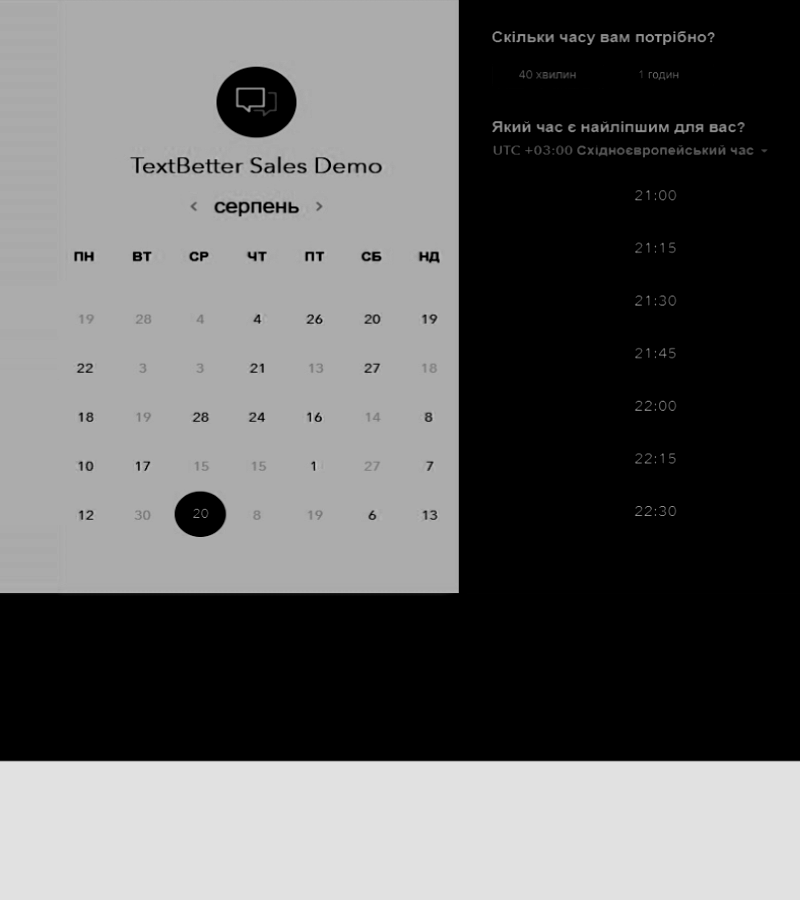 TextBetter Sales Demo
< серпень >
ПН ВТ СР ЧТ ПТ СБ НД
19 28 4 4 26 20 19
22 3 3 21 13 27 18
18 19 28 24 16 14 8
10 17 15 15 1 27 7
12 30 20 8 19 6 13
Скільки часу вам потрібно?
40 хвилин 1 годин
Який час є найліпшим для вас?
UTC +03:00 Східноєвропейський час
21:00
21:15
21:30
21:45
22:00
22:15
22:30